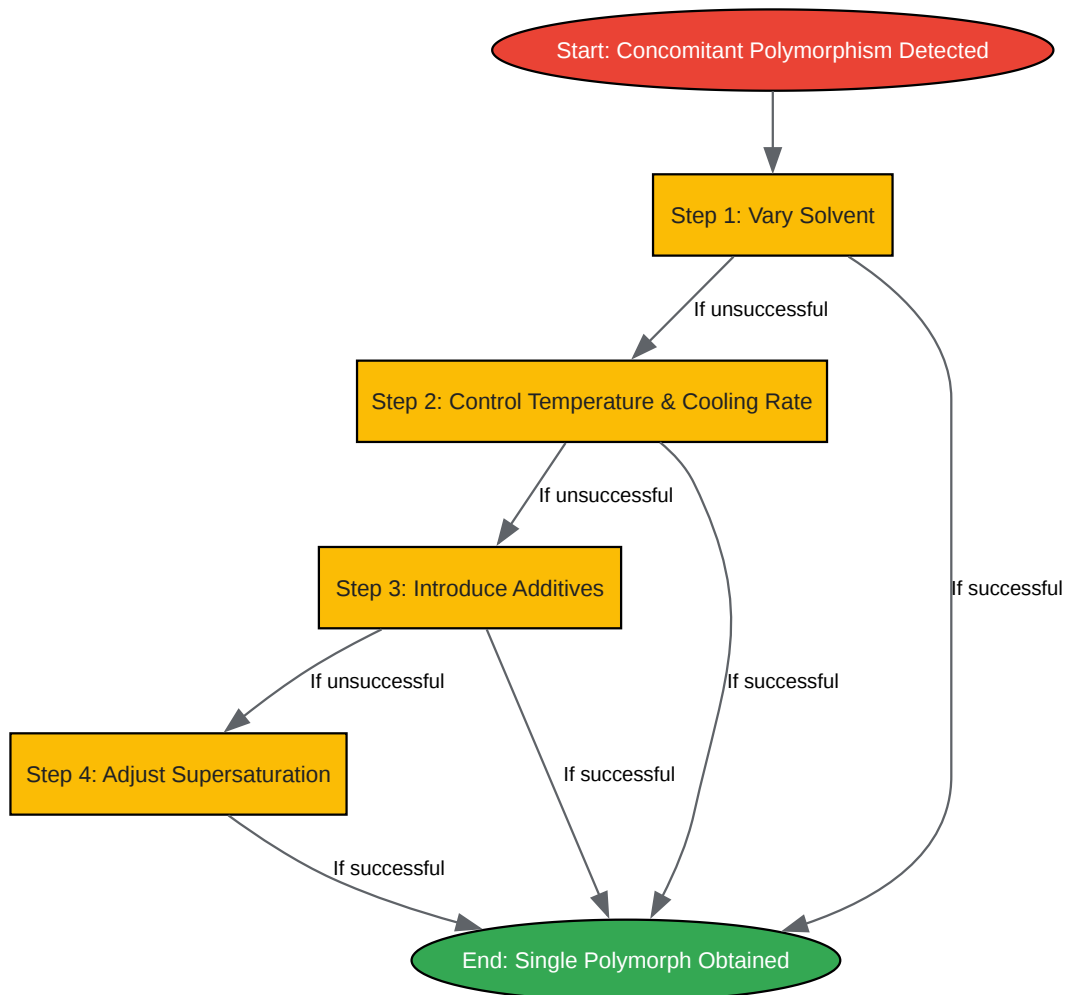 Start: Concomitant Polymorphism Detected
Step 1: Vary Solvent
If unsuccessful
Step 2: Control Temperature & Cooling Rate
If unsuccessful
Step 3: Introduce Additives
If successful
If unsuccessful
If successful
Step 4: Adjust Supersaturation
If successful
If successful
End: Single Polymorph Obtained